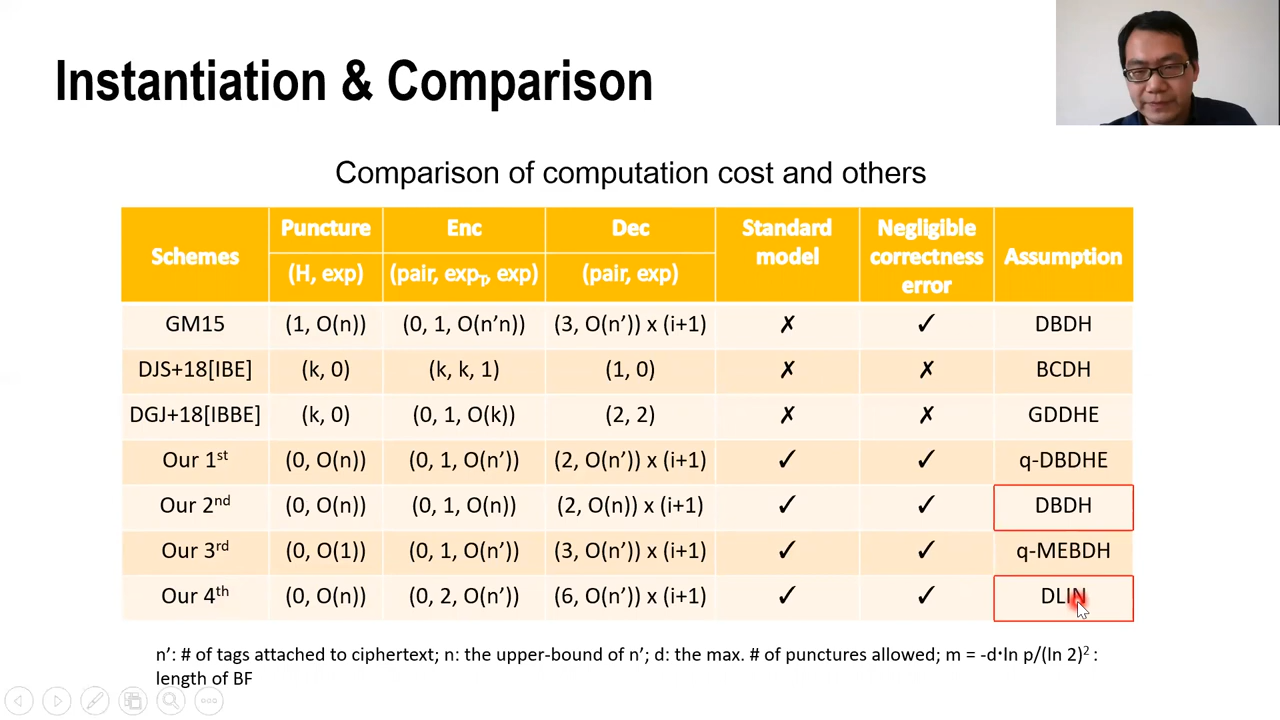 Instantiation & Comparison
Comparison of computation cost and others
Schemes Puncture Enc Dec Standard model Negligible correctness error Assumption
(H, exp) (pair, exp_T, exp) (pair, exp)
GM15 (1, O(n)) (0, 1, O(n’n)) (3, O(n’)) x (i+1) ✗ ✓ DBDH
DJS+18[IBE] (k, 0) (k, k, 1) (1, 0) ✗ ✗ BCDH
DGJ+18[IBBE] (k, 0) (0, 1, O(k)) (2, 2) ✗ ✗ GDDHE
Our 1st (0, O(n)) (0, 1, O(n’)) (2, O(n’)) x (i+1) ✓ ✓ q-DBDHE
Our 2nd (0, O(n)) (0, 1, O(n)) (2, O(n)) x (i+1) ✓ ✓ DBDH
Our 3rd (0, O(1)) (0, 1, O(n’)) (3, O(n’)) x (i+1) ✓ ✓ q-MEBDH
Our 4th (0, O(n)) (0, 2, O(n’)) (6, O(n’)) x (i+1) ✓ ✓ DLIN
n’: # of tags attached to ciphertext; n: the upper-bound of n’; d: the max. # of punctures allowed; m = -d·ln p/(ln 2)² :
length of BF